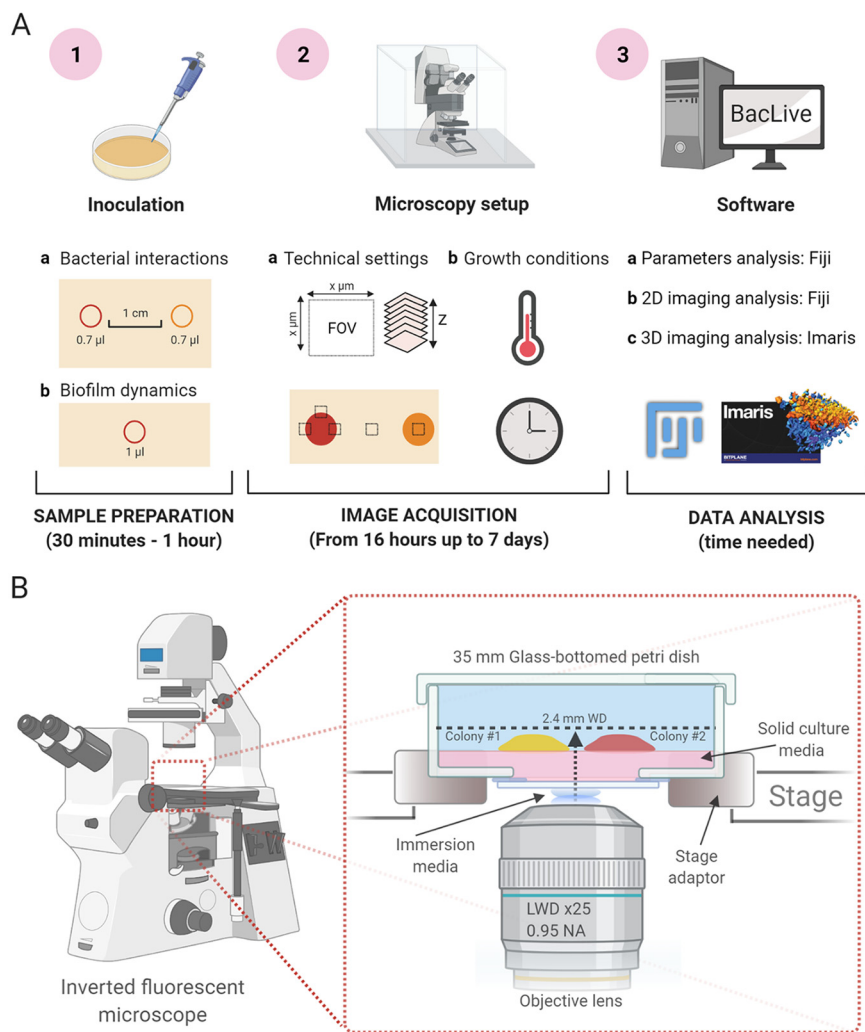 A
1
2
3
BacLive
Inoculation
Microscopy setup
Software
a Bacterial interactions
1 cm
0.7 µl
0.7 µl
b Biofilm dynamics
1 µl
a Technical settings
x µm
x µm
FOV
Z
b Growth conditions
a Parameters analysis: Fiji
b 2D imaging analysis: Fiji
c 3D imaging analysis: Imaris
Imaris
BITPLANE
SAMPLE PREPARATION
(30 minutes - 1 hour)
IMAGE ACQUISITION
(From 16 hours up to 7 days)
DATA ANALYSIS
(time needed)
B
35 mm Glass-bottomed petri dish
2.4 mm WD
Colony #1
Colony #2
Solid culture
media
Stage
Immersion
media
Stage
adaptor
LWD x25
0.95 NA
Objective lens
Inverted fluorescent
microscope